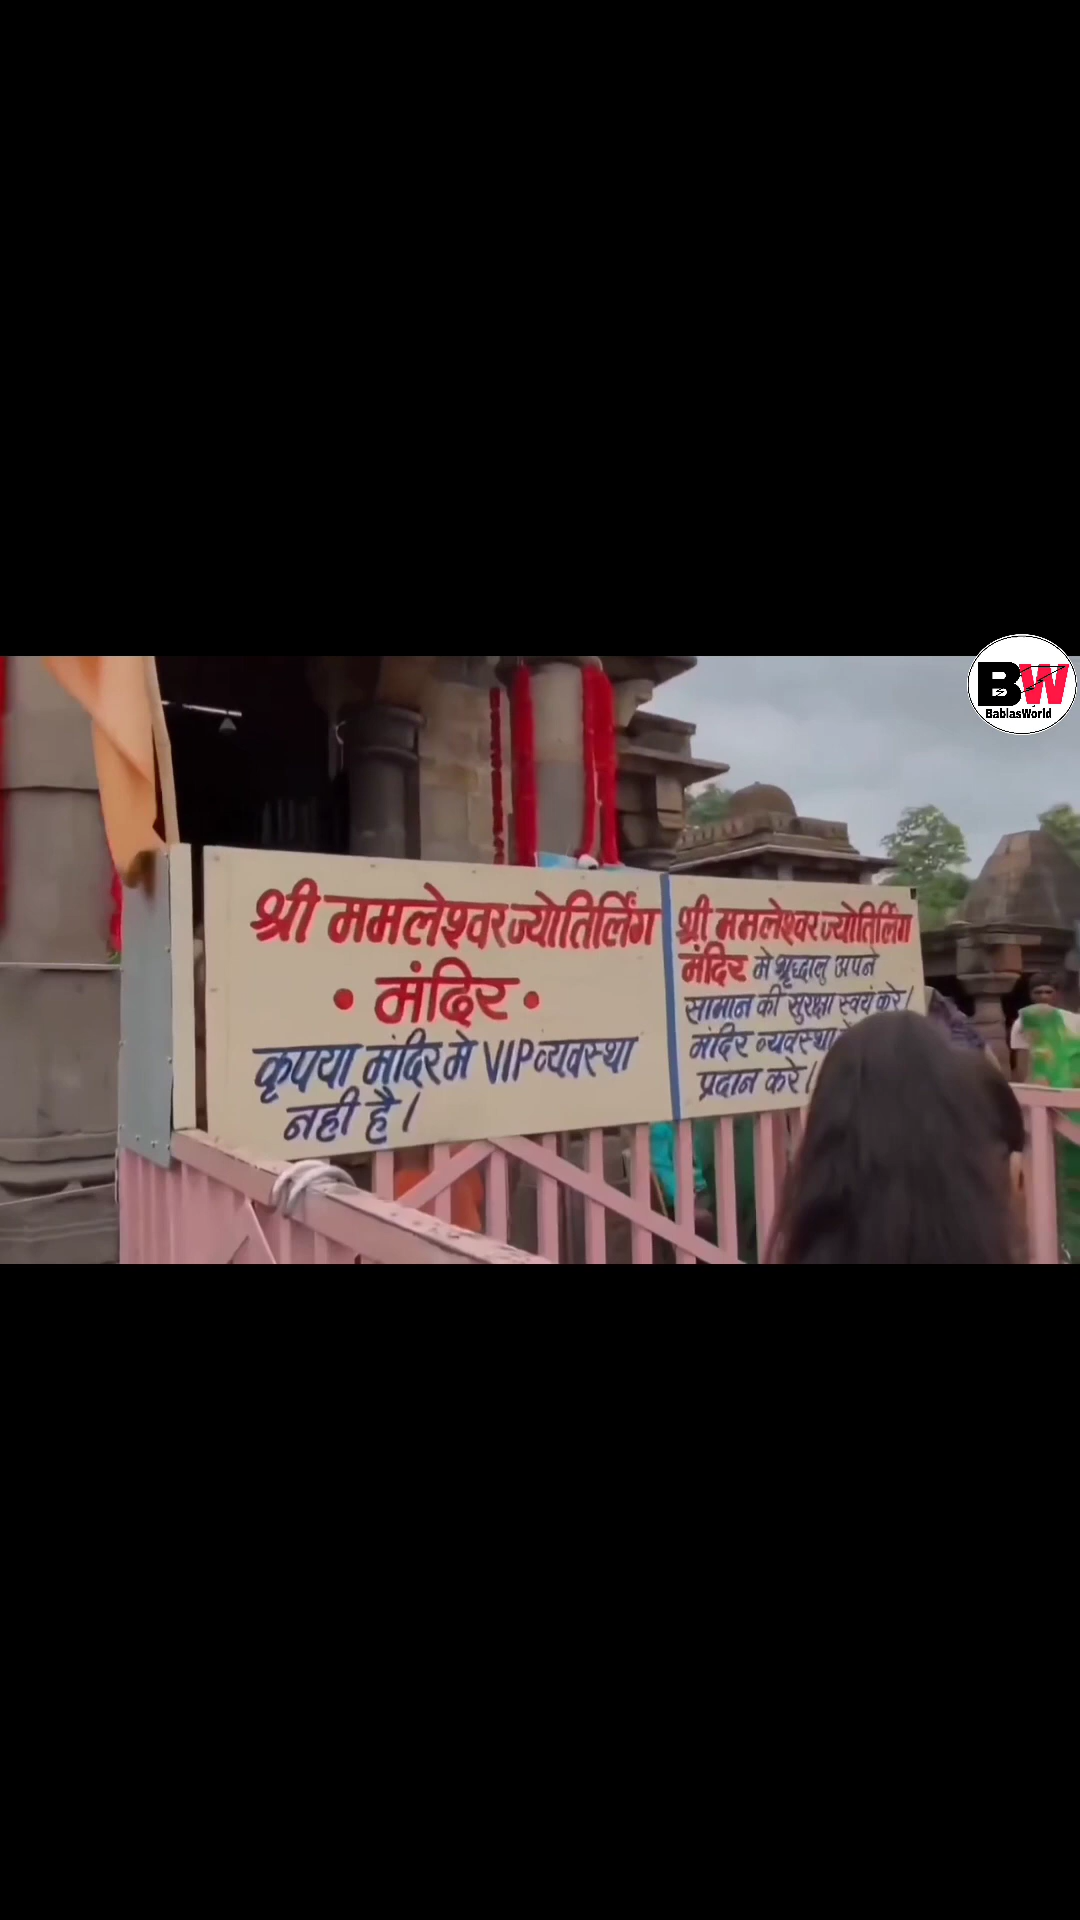 श्री ममलेश्वर ज्योतिर्लिंग
• मंदिर •
कृपया मंदिर मे VIP व्यवस्था
नही है।
श्री ममलेश्वर ज्योतिर्लिंग
मंदिर मे श्रृध्दालु अपने
सामान की सुरक्षा स्वयं करे।
मंदिर व्यवस्था
प्रदान करे।
BW
BablasWorld